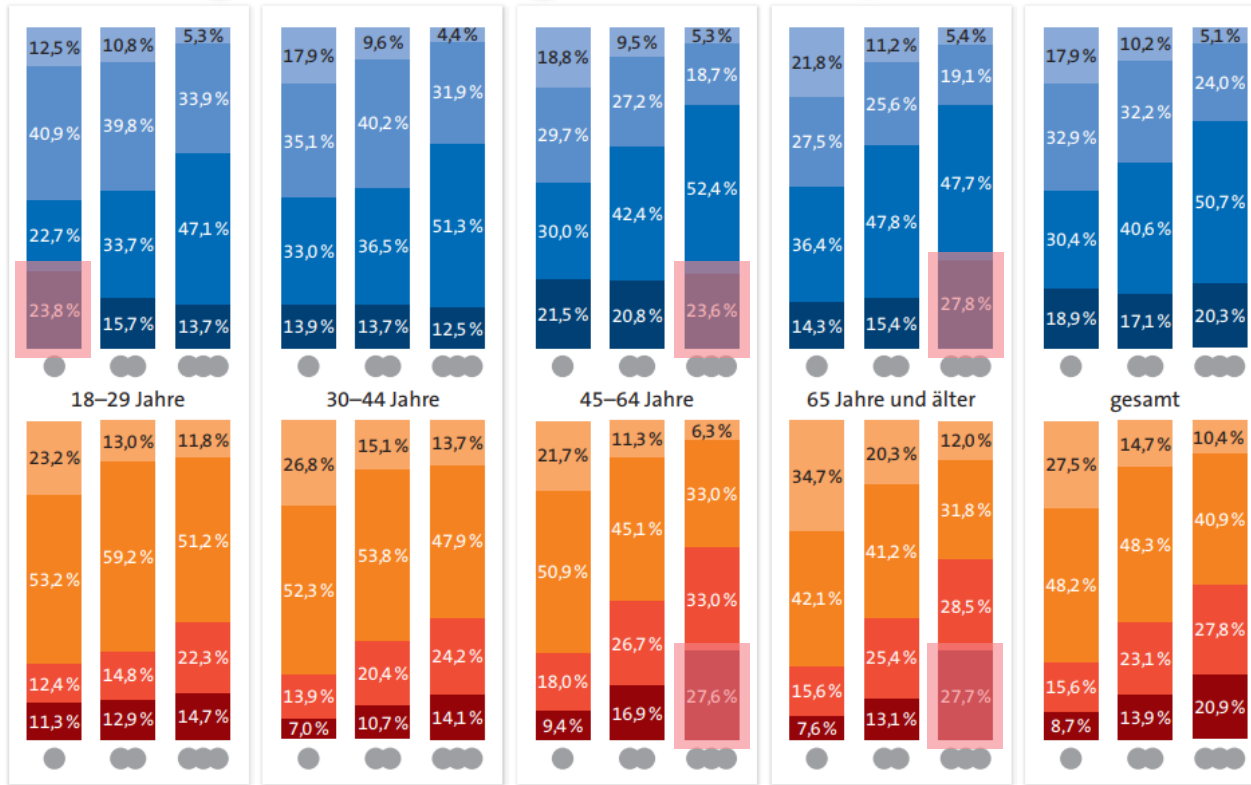 12,5 % 10,8 % 5,3 %
40,9 % 39,8 % 33,9 %
22,7 % 33,7 % 47,1 %
23,8 % 15,7 % 13,7 %
17,9 % 9,6 % 4,4 %
35,1 % 40,2 % 31,9 %
33,0 % 36,5 % 51,3 %
13,9 % 13,7 % 12,5 %
18,8 % 9,5 % 5,3 %
29,7 % 27,2 % 18,7 %
30,0 % 42,4 % 52,4 %
21,5 % 20,8 % 23,6 %
21,8 % 11,2 % 5,4 %
27,5 % 25,6 % 19,1 %
36,4 % 47,8 % 47,7 %
14,3 % 15,4 % 27,8 %
17,9 % 10,2 % 5,1 %
32,9 % 32,2 % 24,0 %
30,4 % 40,6 % 50,7 %
18,9 % 17,1 % 20,3 %
18–29 Jahre
30–44 Jahre
45–64 Jahre
65 Jahre und älter
gesamt
23,2 % 13,0 % 11,8 %
53,2 % 59,2 % 51,2 %
12,4 % 14,8 % 22,3 %
11,3 % 12,9 % 14,7 %
26,8 % 15,1 % 13,7 %
52,3 % 53,8 % 47,9 %
13,9 % 20,4 % 24,2 %
7,0 % 10,7 % 14,1 %
21,7 % 11,3 % 6,3 %
50,9 % 45,1 % 33,0 %
18,0 % 26,7 % 33,0 %
9,4 % 16,9 % 27,6 %
34,7 % 20,3 % 12,0 %
42,1 % 41,2 % 31,8 %
15,6 % 25,4 % 28,5 %
7,6 % 13,1 % 27,7 %
27,5 % 14,7 % 10,4 %
48,2 % 48,3 % 40,9 %
15,6 % 23,1 % 27,8 %
8,7 % 13,9 % 20,9 %